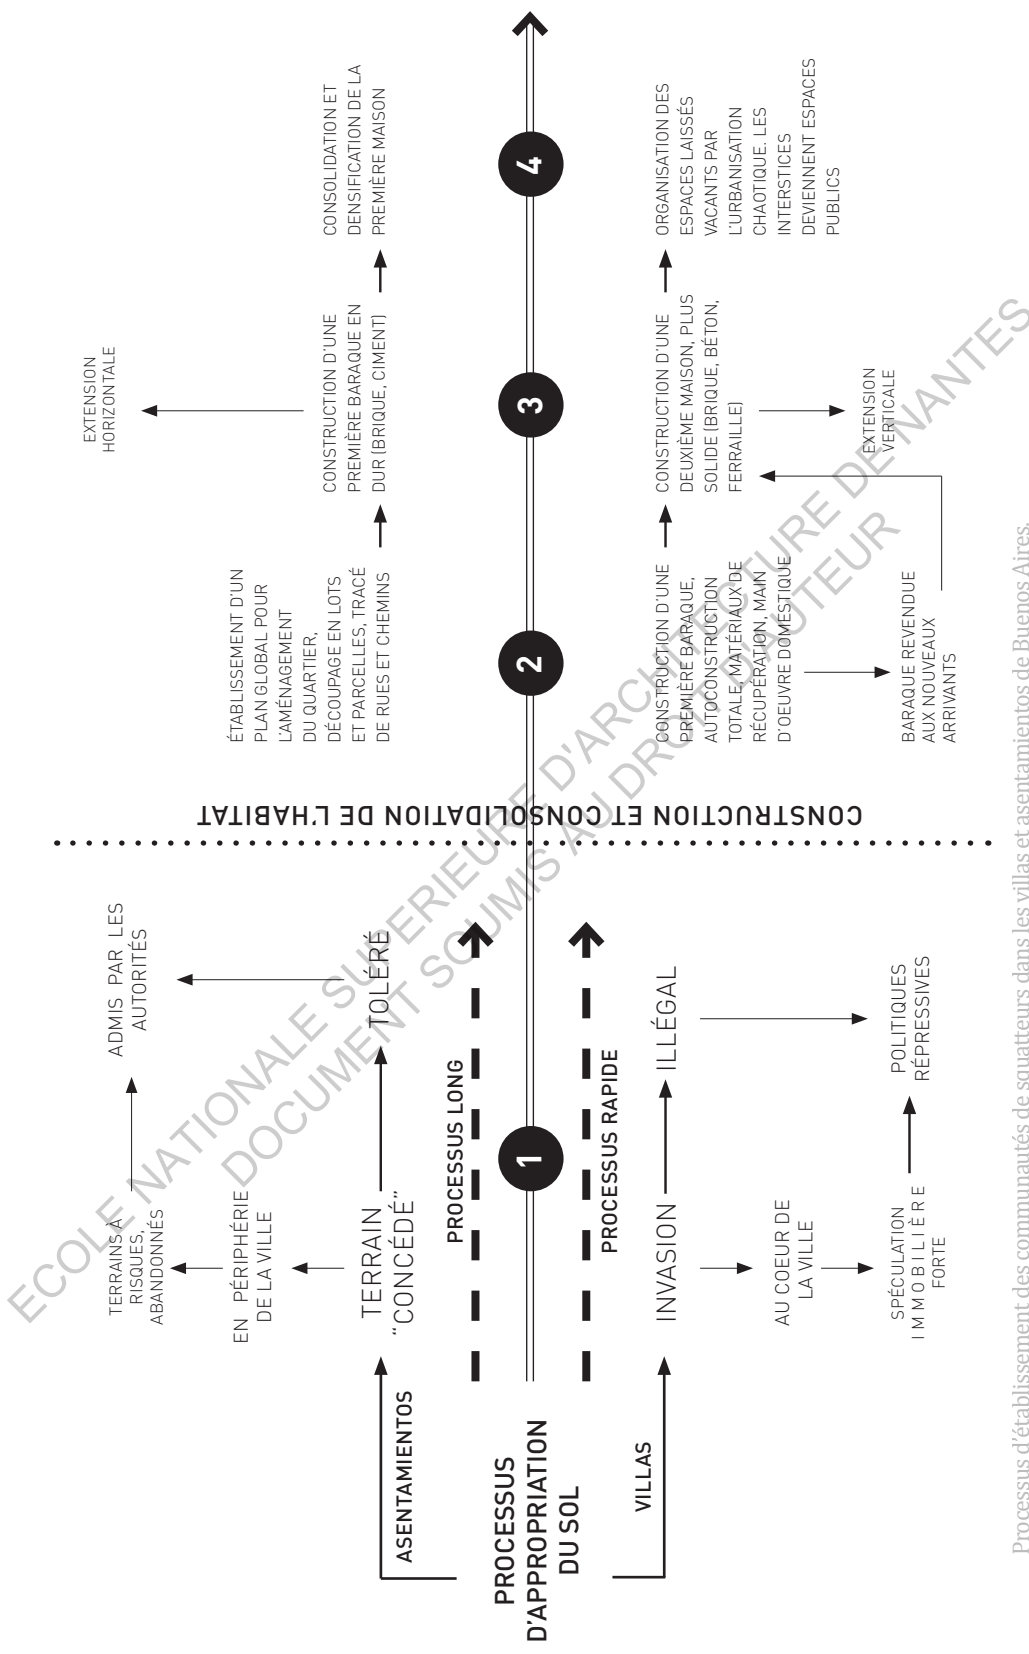 PROCESSUS
D'APPROPRIATION
DU SOL
ASENTAMIENTOS
TERRAIN
"CONCÉDÉ"
TOLÉRÉ
EN PÉRIPHÉRIE
DE LA VILLE
TERRAINS À
RISQUES,
ABANDONNÉS
ADMIS PAR LES
AUTORITÉS
PROCESSUS LONG
1
PROCESSUS RAPIDE
VILLAS
INVASION
ILLÉGAL
AU COEUR DE
LA VILLE
SPÉCULATION
IMMOBILIÈRE
FORTE
POLITIQUES
RÉPRESSIVES
CONSTRUCTION ET CONSOLIDATION DE L'HABITAT
ÉTABLISSEMENT D'UN
PLAN GLOBAL POUR
L'AMÉNAGEMENT
DU QUARTIER,
DÉCOUPAGE EN LOTS
ET PARCELLES, TRACÉ
DE RUES ET CHEMINS
EXTENSION
HORIZONTALE
CONSTRUCTION D'UNE
PREMIÈRE BARAQUE EN
DUR (BRIQUE, CIMENT)
CONSOLIDATION ET
DENSIFICATION DE LA
PREMIÈRE MAISON
2
3
4
CONSTRUCTION D'UNE
PREMIÈRE BARAQUE,
AUTOCONSTRUCTION
TOTALE, MATÉRIAUX DE
RÉCUPÉRATION, MAIN
D'OEUVRE DOMESTIQUE
BARAQUE REVENDUE
AUX NOUVEAUX
ARRIVANTS
CONSTRUCTION D'UNE
DEUXIÈME MAISON, PLUS
SOLIDE (BRIQUE, BÉTON,
FERRAILLE)
EXTENSION
VERTICALE
ORGANISATION DES
ESPACES LAISSÉS
VACANTS PAR
L'URBANISATION
CHAOTIQUE. LES
INTERSTICES
DEVIENNENT ESPACES
PUBLICS
Processus d'établissement des communautés de squatteurs dans les villas et asentamientos de Buenos Aires.
ECOLE NATIONALE SUPERIEURE D'ARCHITECTURE DE NANTES
DOCUMENT SOUMIS AU DROIT D'AUTEUR